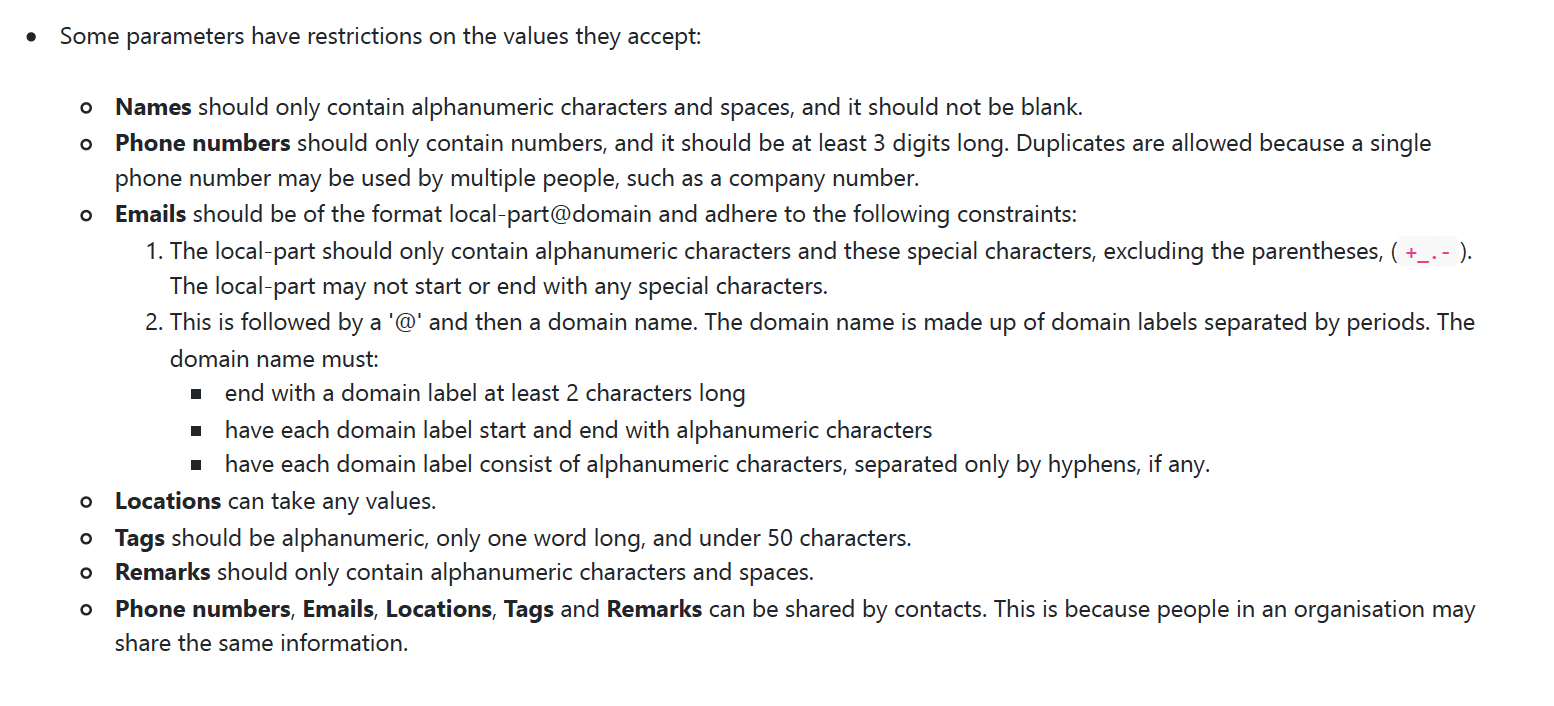 Some parameters have restrictions on the values they accept:
Names should only contain alphanumeric characters and spaces, and it should not be blank.
Phone numbers should only contain numbers, and it should be at least 3 digits long. Duplicates are allowed because a single
phone number may be used by multiple people, such as a company number.
Emails should be of the format local-part@domain and adhere to the following constraints:
1. The local-part should only contain alphanumeric characters and these special characters, excluding the parentheses, ( +_.- ).
The local-part may not start or end with any special characters.
2. This is followed by a '@' and then a domain name. The domain name is made up of domain labels separated by periods. The
domain name must:
end with a domain label at least 2 characters long
have each domain label start and end with alphanumeric characters
have each domain label consist of alphanumeric characters, separated only by hyphens, if any.
Locations can take any values.
Tags should be alphanumeric, only one word long, and under 50 characters.
Remarks should only contain alphanumeric characters and spaces.
Phone numbers, Emails, Locations, Tags and Remarks can be shared by contacts. This is because people in an organisation may
share the same information.